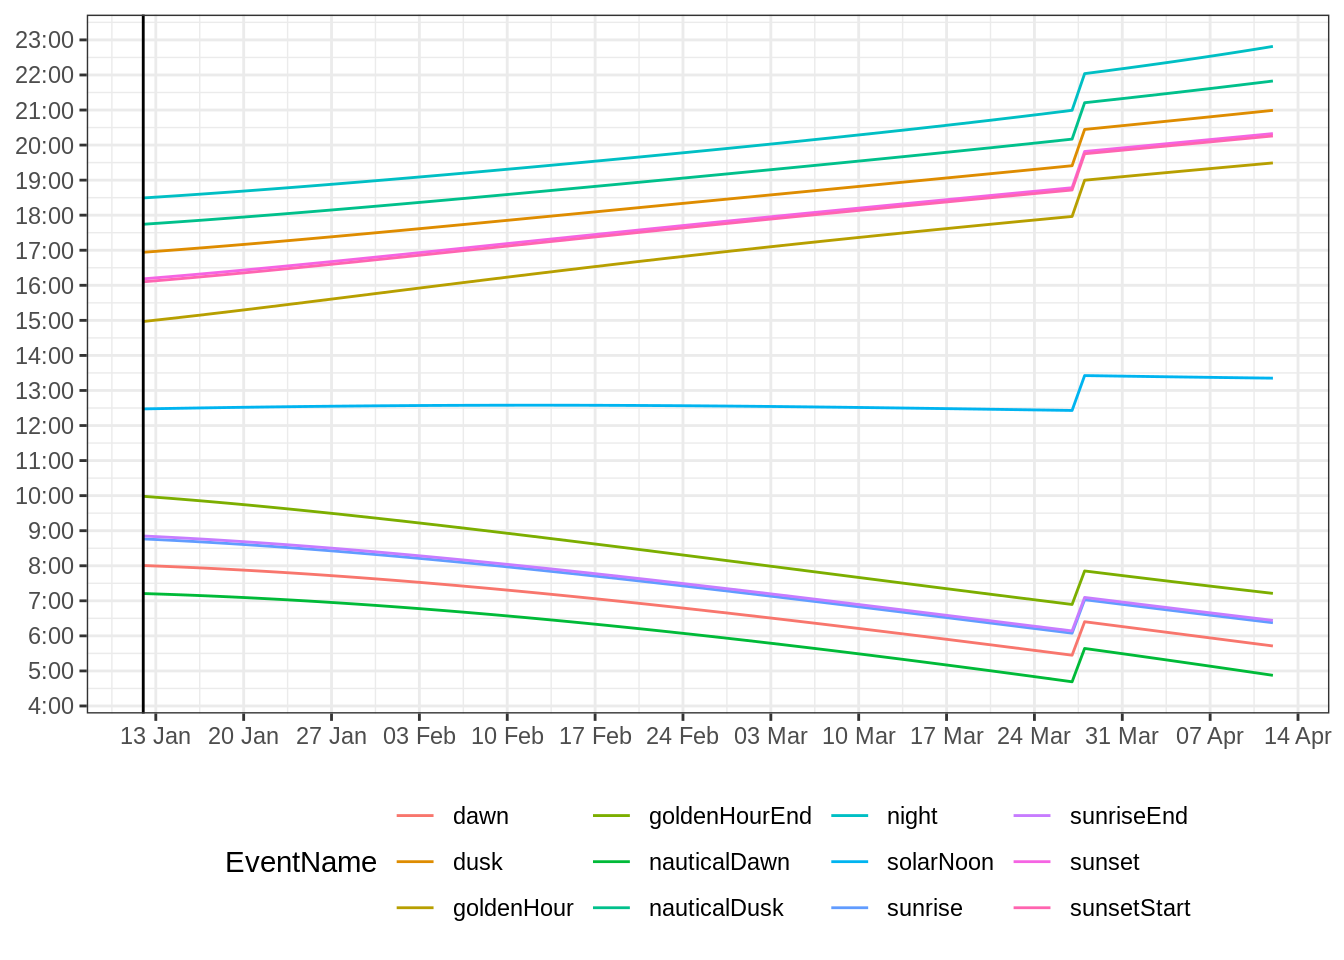 23:00
22:00
21:00
20:00
19:00
18:00
17:00
16:00
15:00
14:00
13:00
12:00
11:00
10:00
9:00
8:00
7:00
6:00
5:00
4:00
13 Jan 20 Jan 27 Jan 03 Feb 10 Feb 17 Feb 24 Feb 03 Mar 10 Mar 17 Mar 24 Mar 31 Mar 07 Apr 14 Apr
EventName
dawn
dusk
goldenHour
goldenHourEnd
nauticalDawn
nauticalDusk
night
solarNoon
sunrise
sunriseEnd
sunset
sunsetStart